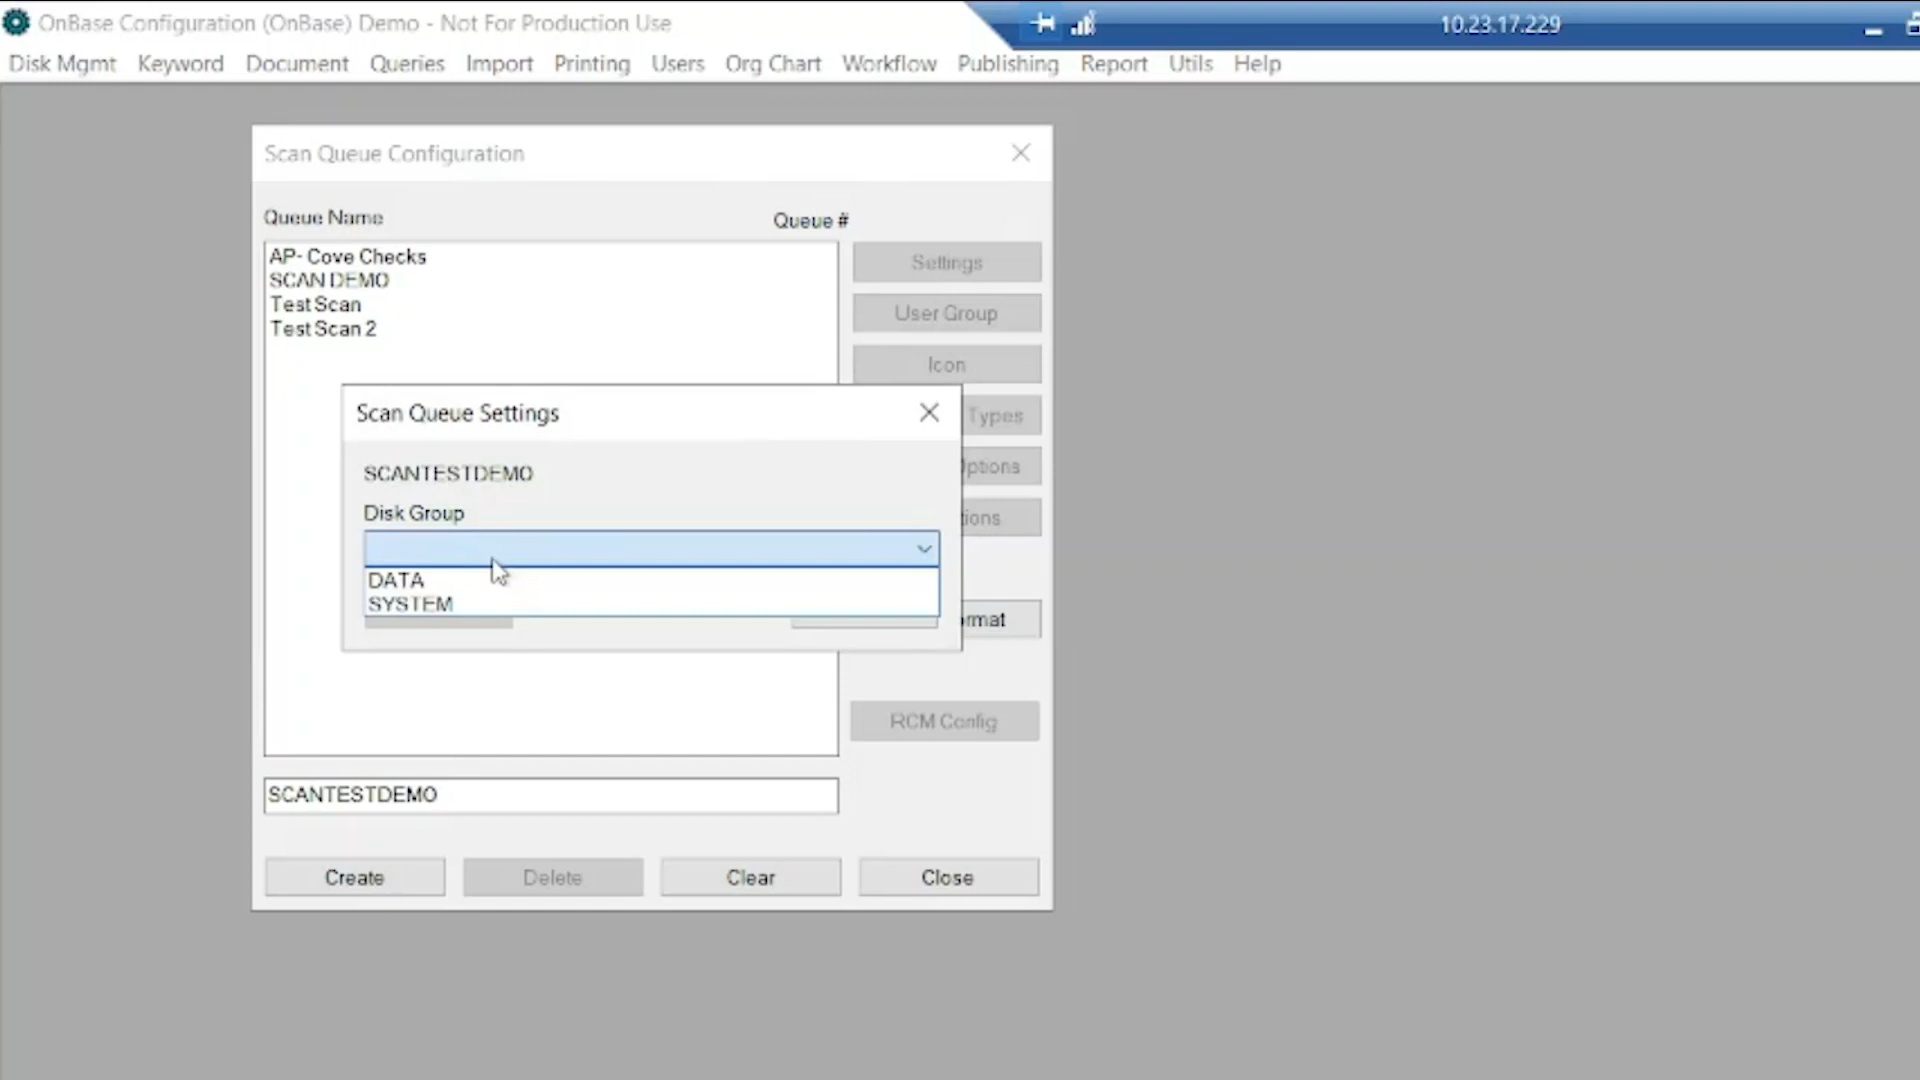 OnBase Configuration (OnBase) Demo - Not For Production Use
10.23.17.229
Disk Mgmt Keyword Document Queries Import Printing Users Org Chart Workflow Publishing Report Utils Help
Scan Queue Configuration
Queue Name Queue #
AP- Cove Checks
SCAN DEMO
Test Scan
Test Scan 2
Settings
User Group
Icon
Types
ptions
tions
rmat
RCM Config
Scan Queue Settings
SCANTESTDEMO
Disk Group
DATA
SYSTEM
SCANTESTDEMO
Create Delete Clear Close